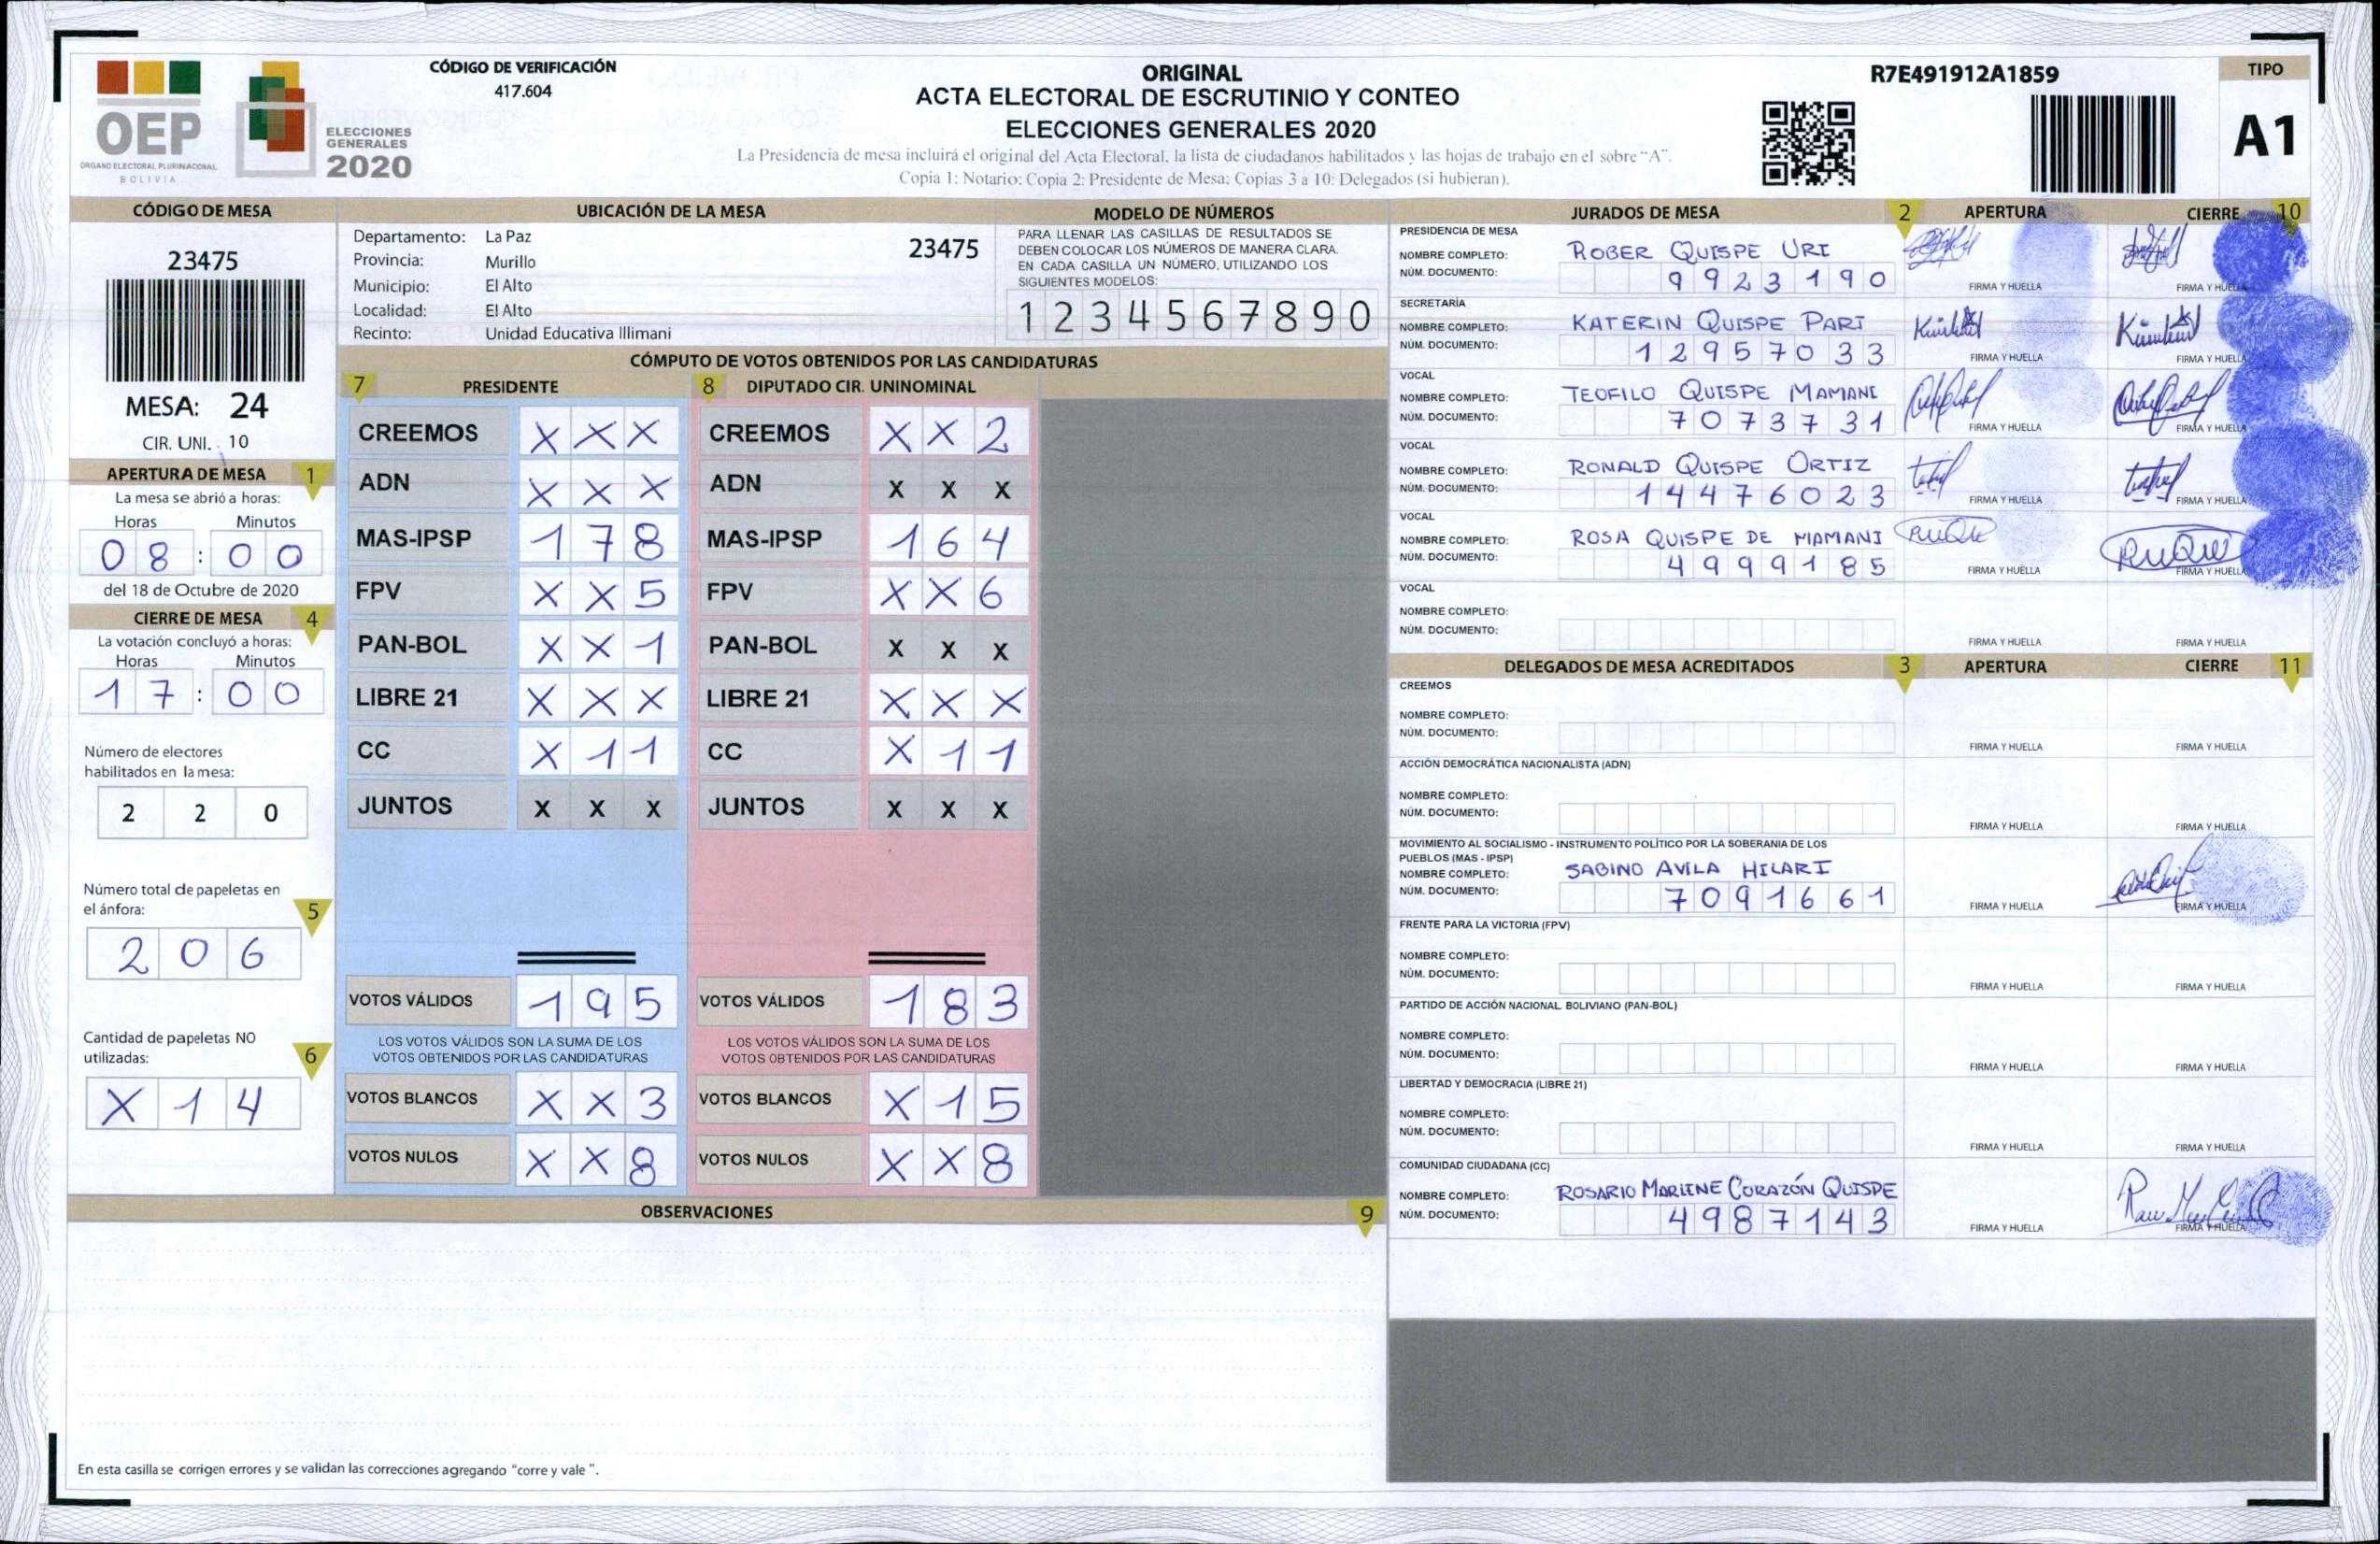 OEP
ÓRGANO ELECTORAL PLURINACIONAL
BOLIVIA
ELECCIONES
GENERALES
2020
CÓDIGO DE VERIFICACIÓN
417.604
ORIGINAL
ACTA ELECTORAL DE ESCRUTINIO Y CONTEO
ELECCIONES GENERALES 2020
La Presidencia de mesa incluirá el original del Acta Electoral, la lista de ciudadanos habilitados y las hojas de trabajo en el sobre "A".
Copia 1: Notario; Copia 2: Presidente de Mesa; Copias 3 a 10: Delegados (si hubieran).
R7E491912A1859
TIPO
A1
CÓDIGO DE MESA
23475
MESA: 24
CIR. UNI. 10
APERTURA DE MESA 1
La mesa se abrió a horas:
Horas Minutos
08 : 00
del 18 de Octubre de 2020
CIERRE DE MESA 4
La votación concluyó a horas:
Horas Minutos
17 : 00
Número de electores
habilitados en la mesa:
2 2 0
Número total de papeletas en
el ánfora: 5
2 0 6
Cantidad de papeletas NO
utilizadas: 6
X 1 4
UBICACIÓN DE LA MESA
Departamento: La Paz 23475
Provincia: Murillo
Municipio: El Alto
Localidad: El Alto
Recinto: Unidad Educativa Illimani
MODELO DE NÚMEROS
PARA LLENAR LAS CASILLAS DE RESULTADOS SE
DEBEN COLOCAR LOS NÚMEROS DE MANERA CLARA.
EN CADA CASILLA UN NÚMERO, UTILIZANDO LOS
SIGUIENTES MODELOS:
1 2 3 4 5 6 7 8 9 0
CÓMPUTO DE VOTOS OBTENIDOS POR LAS CANDIDATURAS
7 PRESIDENTE 8 DIPUTADO CIR. UNINOMINAL
CREEMOS X X X CREEMOS X X 2
ADN X X X ADN X X X
MAS-IPSP 1 7 8 MAS-IPSP 1 6 4
FPV X X 5 FPV X X 6
PAN-BOL X X 1 PAN-BOL X X X
LIBRE 21 X X X LIBRE 21 X X X
CC X 1 1 CC X 1 1
JUNTOS X X X JUNTOS X X X
VOTOS VÁLIDOS 1 9 5 VOTOS VÁLIDOS 1 8 3
LOS VOTOS VÁLIDOS SON LA SUMA DE LOS LOS VOTOS VÁLIDOS SON LA SUMA DE LOS
VOTOS OBTENIDOS POR LAS CANDIDATURAS VOTOS OBTENIDOS POR LAS CANDIDATURAS
VOTOS BLANCOS X X 3 VOTOS BLANCOS X 1 5
VOTOS NULOS X X 8 VOTOS NULOS X X 8
OBSERVACIONES 9
En esta casilla se corrigen errores y se validan las correcciones agregando "corre y vale ".
JURADOS DE MESA 2 APERTURA CIERRE 10
PRESIDENCIA DE MESA
NOMBRE COMPLETO: ROBER QUISPE URI
NÚM. DOCUMENTO: 9923190
FIRMA Y HUELLA FIRMA Y HUELLA
SECRETARÍA
NOMBRE COMPLETO: KATERIN QUISPE PARI
NÚM. DOCUMENTO: 12957033
FIRMA Y HUELLA FIRMA Y HUELLA
VOCAL
NOMBRE COMPLETO: TEOFILO QUISPE MAMANI
NÚM. DOCUMENTO: 7073731
FIRMA Y HUELLA FIRMA Y HUELLA
VOCAL
NOMBRE COMPLETO: RONALD QUISPE ORTIZ
NÚM. DOCUMENTO: 14476023
FIRMA Y HUELLA FIRMA Y HUELLA
VOCAL
NOMBRE COMPLETO: ROSA QUISPE DE MAMANI
NÚM. DOCUMENTO: 4999185
FIRMA Y HUELLA FIRMA Y HUELLA
VOCAL
NOMBRE COMPLETO:
NÚM. DOCUMENTO:
FIRMA Y HUELLA FIRMA Y HUELLA
DELEGADOS DE MESA ACREDITADOS 3 APERTURA CIERRE 11
CREEMOS
NOMBRE COMPLETO:
NÚM. DOCUMENTO:
FIRMA Y HUELLA FIRMA Y HUELLA
ACCIÓN DEMOCRÁTICA NACIONALISTA (ADN)
NOMBRE COMPLETO:
NÚM. DOCUMENTO:
FIRMA Y HUELLA FIRMA Y HUELLA
MOVIMIENTO AL SOCIALISMO - INSTRUMENTO POLÍTICO POR LA SOBERANIA DE LOS
PUEBLOS (MAS - IPSP)
NOMBRE COMPLETO: SABINO AVILA HILARI
NÚM. DOCUMENTO: 7091661
FIRMA Y HUELLA FIRMA Y HUELLA
FRENTE PARA LA VICTORIA (FPV)
NOMBRE COMPLETO:
NÚM. DOCUMENTO:
FIRMA Y HUELLA FIRMA Y HUELLA
PARTIDO DE ACCIÓN NACIONAL BOLIVIANO (PAN-BOL)
NOMBRE COMPLETO:
NÚM. DOCUMENTO:
FIRMA Y HUELLA FIRMA Y HUELLA
LIBERTAD Y DEMOCRACIA (LIBRE 21)
NOMBRE COMPLETO:
NÚM. DOCUMENTO:
FIRMA Y HUELLA FIRMA Y HUELLA
COMUNIDAD CIUDADANA (CC)
NOMBRE COMPLETO: ROSARIO MARLENE CORAZÓN QUISPE
NÚM. DOCUMENTO: 4987143
FIRMA Y HUELLA FIRMA Y HUELLA